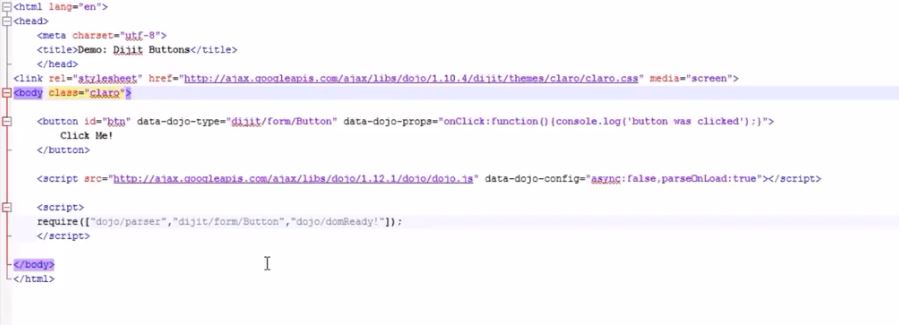 <html lang="en">
<head>
<meta charset="utf-8">
<title>Demo: Dijit Buttons</title>
</head>
<link rel="stylesheet" href="http://ajax.googleapis.com/ajax/libs/dojo/1.10.4/dijit/themes/claro/claro.css" media="screen">
<body class="claro">
<button id="btn" data-dojo-type="dijit/form/Button" data-dojo-props="onClick:function(){console.log('button was clicked');}">
Click Me!
</button>
<script src="http://ajax.googleapis.com/ajax/libs/dojo/1.12.1/dojo/dojo.js" data-dojo-config="async:false,parseOnLoad:true"></script>
<script>
require(["dojo/parser","dijit/form/Button","dojo/domReady!"]);
</script>
</body>
</html>